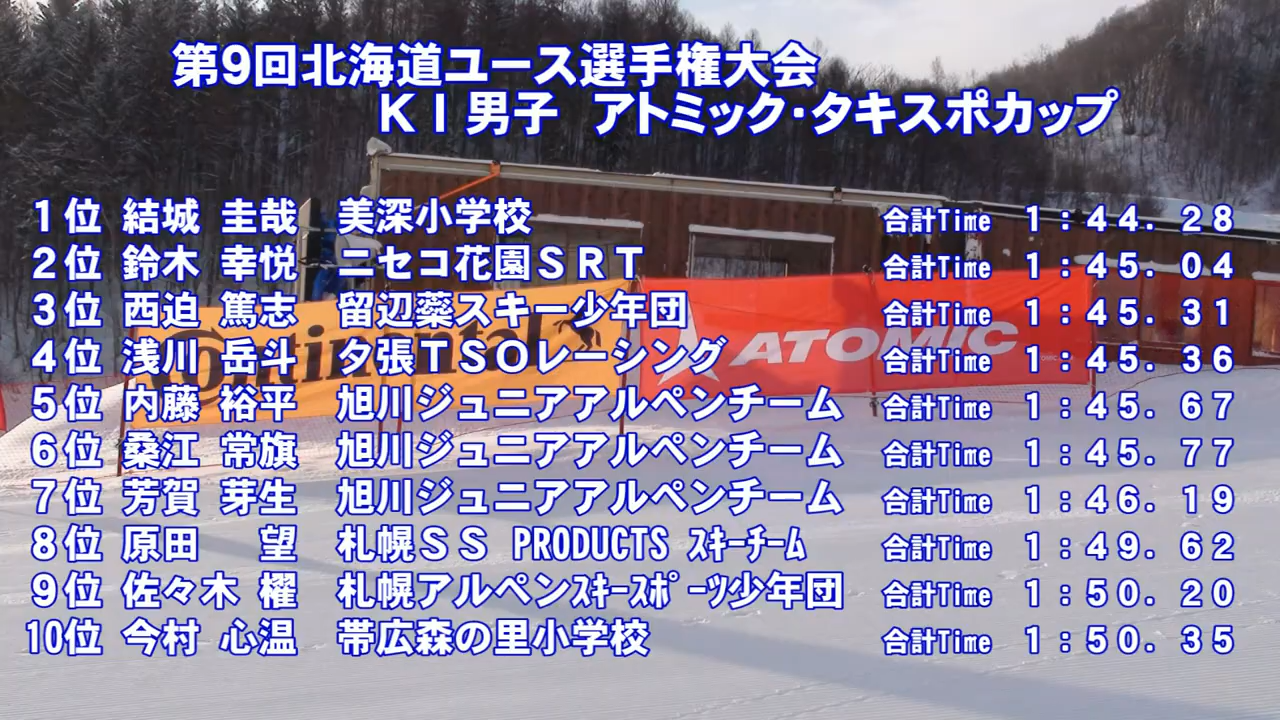 第9回北海道ユース選手権大会
KI男子 アトミック・タキスポカップ
1位 結城 圭哉 美深小学校 合計Time 1:44.28
2位 鈴木 幸悦 ニセコ花園SRT 合計Time 1:45.04
3位 西迫 篤志 留辺蘂スキー少年団 合計Time 1:45.31
4位 浅川 岳斗 夕張TSOレーシング 合計Time 1:45.36
5位 内藤 裕平 旭川ジュニアアルペンチーム 合計Time 1:45.67
6位 桑江 常旗 旭川ジュニアアルペンチーム 合計Time 1:45.77
7位 芳賀 芽生 旭川ジュニアアルペンチーム 合計Time 1:46.19
8位 原田 望 札幌SS PRODUCTS スキーチーム 合計Time 1:49.62
9位 佐々木 櫂 札幌アルペンスキースポーツ少年団 合計Time 1:50.20
10位 今村 心温 帯広森の里小学校 合計Time 1:50.35
Continental
ATOMIC